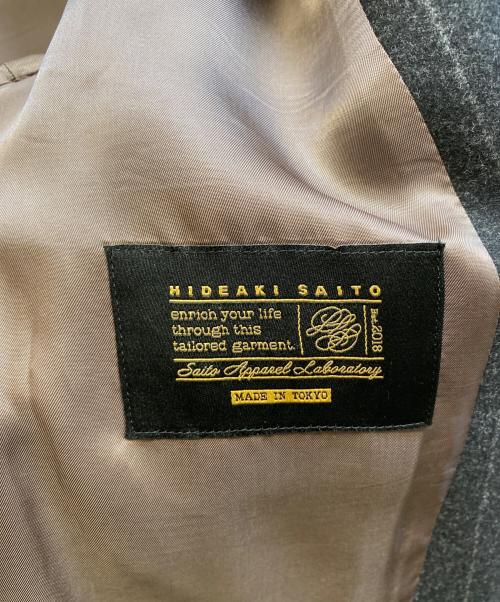 HIDEAKI SAITO
enrich your life
through this
tailored garment.
Est.2018
Saito Apparel Laboratory
MADE IN TOKYO